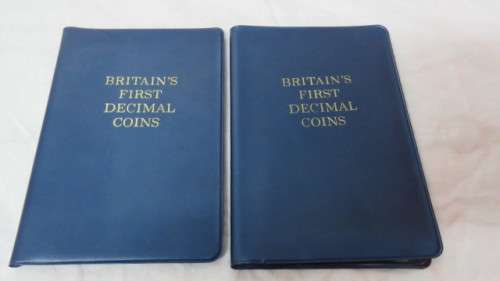 BRITAIN'S
FIRST
DECIMAL
COINS
BRITAIN'S
FIRST
DECIMAL
COINS